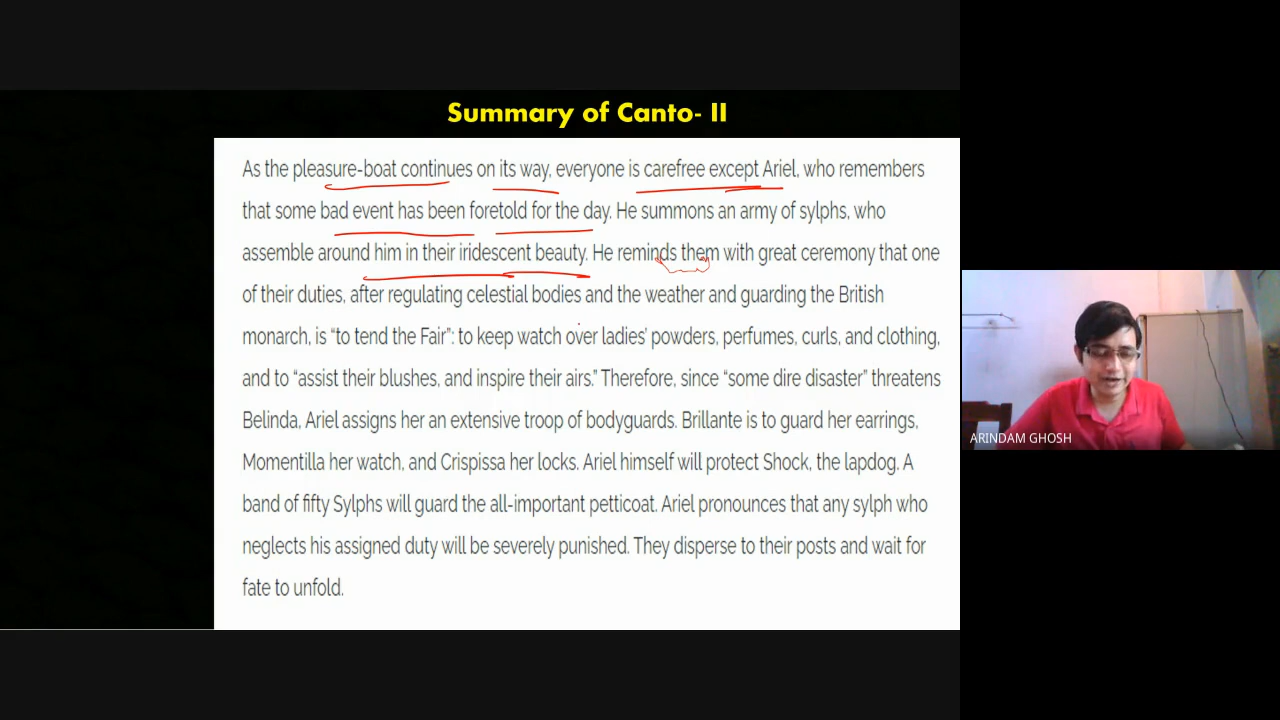 Summary of Canto- II
As the pleasure-boat continues on its way, everyone is carefree except Ariel, who remembers
that some bad event has been foretold for the day. He summons an army of sylphs, who
assemble around him in their iridescent beauty. He reminds them with great ceremony that one
of their duties, after regulating celestial bodies and the weather and guarding the British
monarch, is “to tend the Fair”: to keep watch over ladies’ powders, perfumes, curls, and clothing,
and to “assist their blushes, and inspire their airs.” Therefore, since “some dire disaster” threatens
Belinda, Ariel assigns her an extensive troop of bodyguards. Brillante is to guard her earrings,
Momentilla her watch, and Crispissa her locks. Ariel himself will protect Shock, the lapdog. A
band of fifty Sylphs will guard the all-important petticoat. Ariel pronounces that any sylph who
neglects his assigned duty will be severely punished. They disperse to their posts and wait for
fate to unfold.
ARINDAM GHOSH